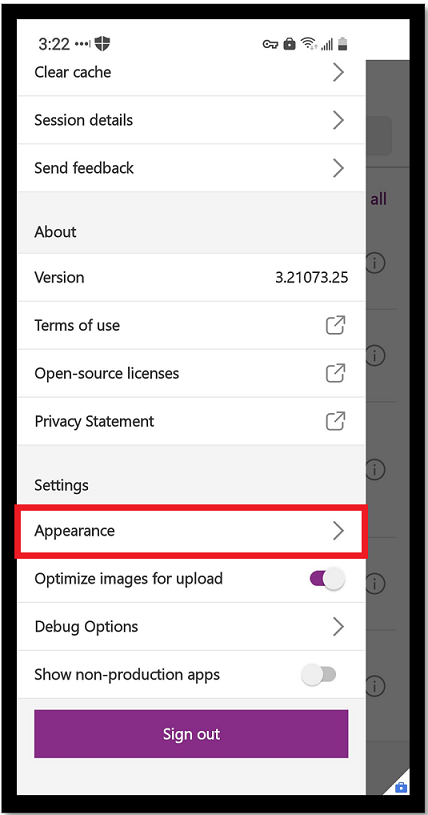 3:22
Clear cache
Session details
Send feedback
all
About
Version 3.21073.25
Terms of use
Open-source licenses
Privacy Statement
Settings
Appearance
Optimize images for upload
Debug Options
Show non-production apps
Sign out